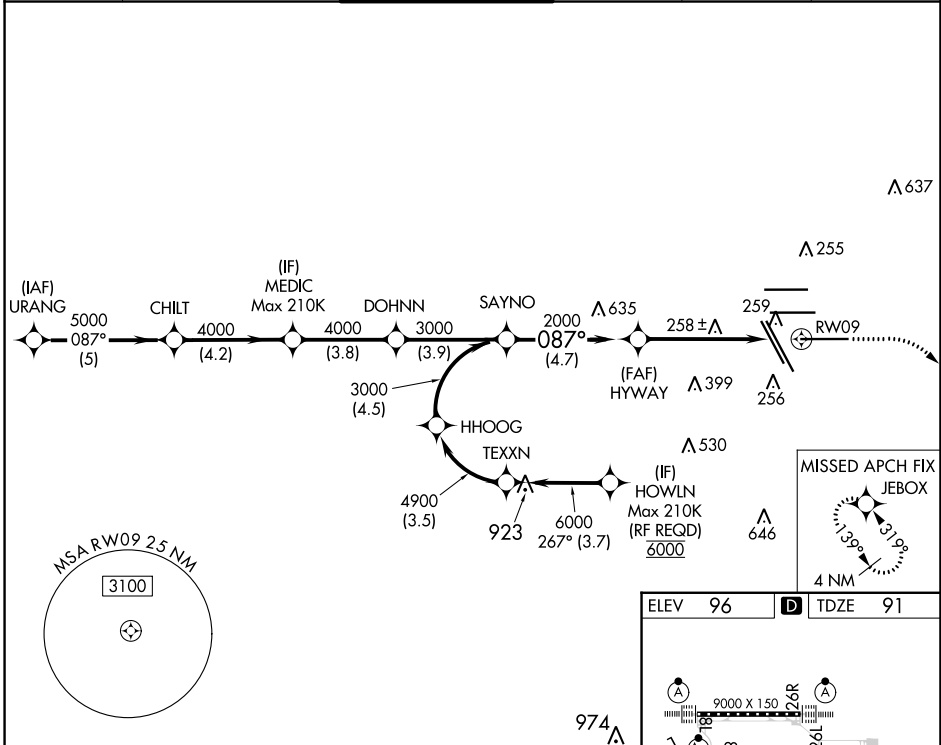 637
255
(IAF)
URANG
5000
087°
(5)
CHILT
4000
(4.2)
(IF)
MEDIC
Max 210K
4000
(3.8)
DOHNN
3000
(3.9)
SAYNO
635
2000
087°
(4.7)
258 ±
259
RW09
(FAF)
HYWAY
399
256
3000
(4.5)
HHOOG
TEXXN
530
4900
(3.5)
923
6000
267° (3.7)
(IF)
HOWLN
Max 210K
(RF REQD)
6000
646
MISSED APCH FIX
JEBOX
139°
319°
4 NM
MSA RW09 25 NM
3100
ELEV 96
D
TDZE 91
A
A
9000 X 150
26R
26L
974